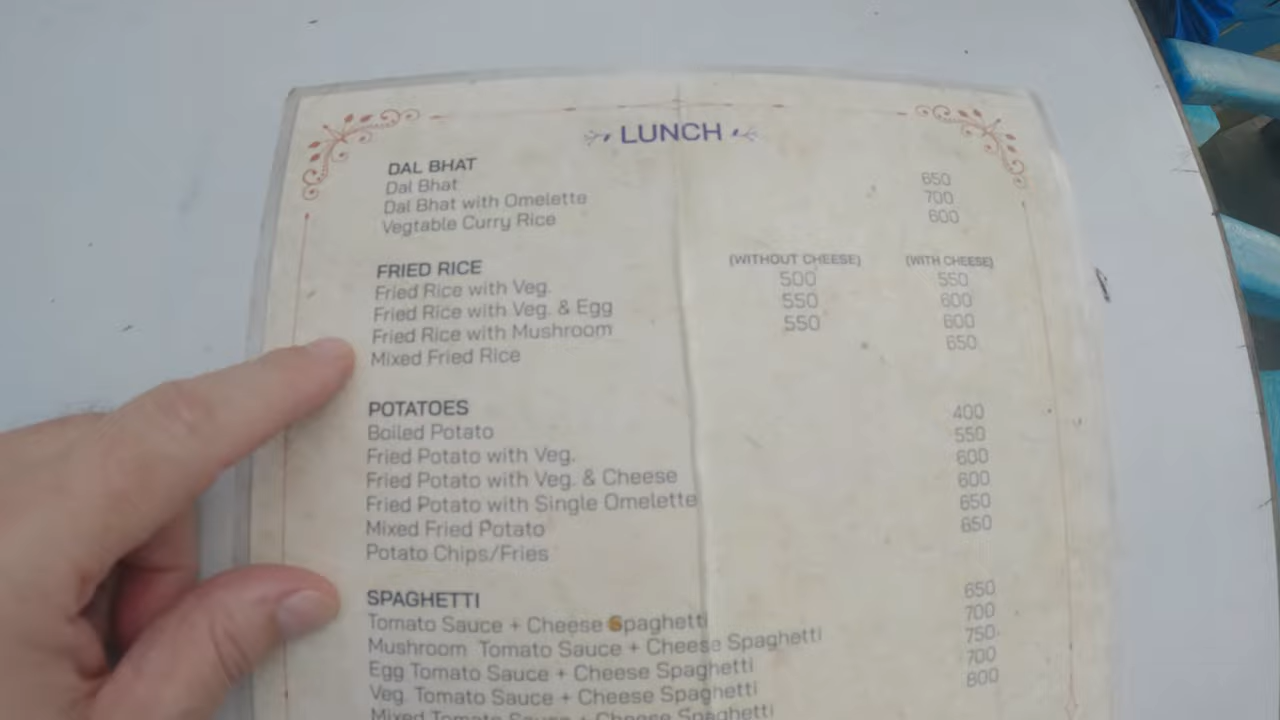 LUNCH
DAL BHAT
Dal Bhat 650
Dal Bhat with Omelette 700
Vegtable Curry Rice 600
FRIED RICE (WITHOUT CHEESE) (WITH CHEESE)
Fried Rice with Veg. 500 550
Fried Rice with Veg. & Egg 550 600
Fried Rice with Mushroom 550 600
Mixed Fried Rice 650
POTATOES
Boiled Potato 400
Fried Potato with Veg. 550
Fried Potato with Veg. & Cheese 600
Fried Potato with Single Omelette 600
Mixed Fried Potato 650
Potato Chips/Fries 650
SPAGHETTI
Tomato Sauce + Cheese Spaghetti 650
Mushroom Tomato Sauce + Cheese Spaghetti 700
Egg Tomato Sauce + Cheese Spaghetti 750
Veg. Tomato Sauce + Cheese Spaghetti 700
Mixed Tomato Sauce + Cheese Spaghetti 800